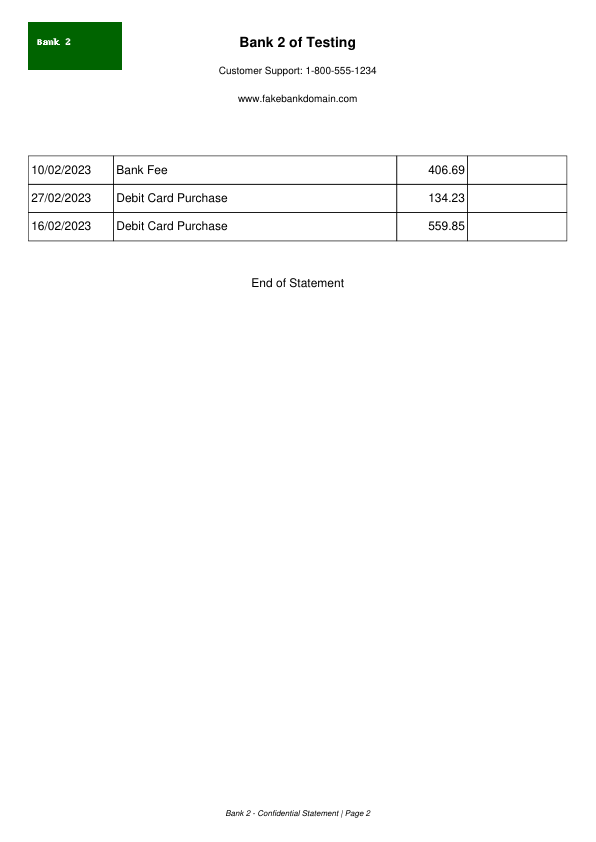 Bank 2
Bank 2 of Testing
Customer Support: 1-800-555-1234
www.fakebankdomain.com
10/02/2023 Bank Fee 406.69
27/02/2023 Debit Card Purchase 134.23
16/02/2023 Debit Card Purchase 559.85
End of Statement
Bank 2 - Confidential Statement | Page 2